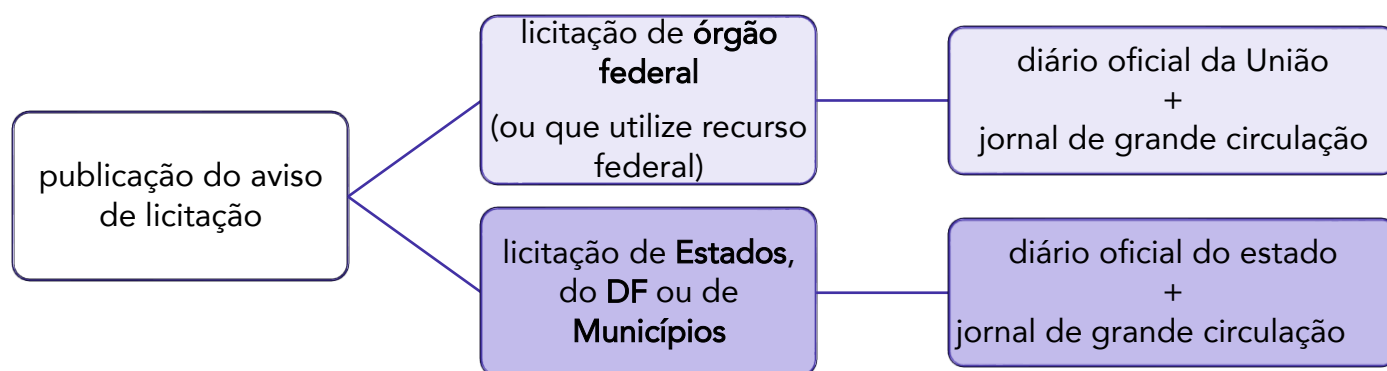 publicação do aviso
de licitação
licitação de órgão
federal
(ou que utilize recurso
federal)
diário oficial da União
+
jornal de grande circulação
licitação de Estados,
do DF ou de
Municípios
diário oficial do estado
+
jornal de grande circulação